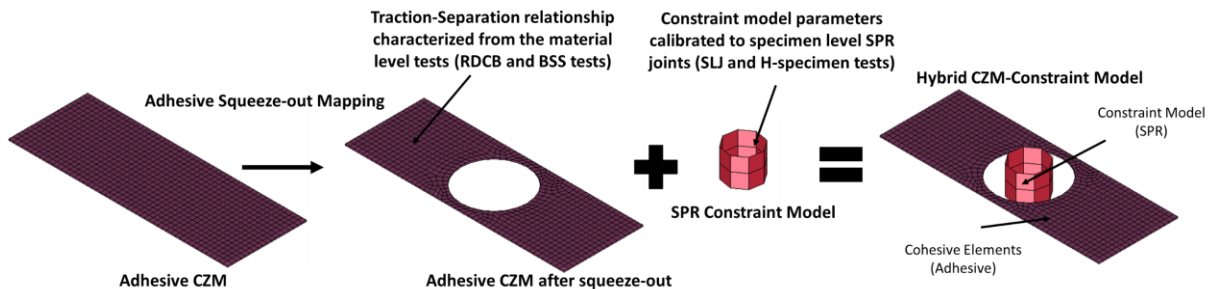 Traction-Separation relationship
characterized from the material
level tests (RDCB and BSS tests)
Constraint model parameters
calibrated to specimen level SPR
joints (SLJ and H-specimen tests)
Hybrid CZM-Constraint Model
Adhesive Squeeze-out Mapping
Constraint Model
(SPR)
SPR Constraint Model
Cohesive Elements
(Adhesive)
Adhesive CZM
Adhesive CZM after squeeze-out